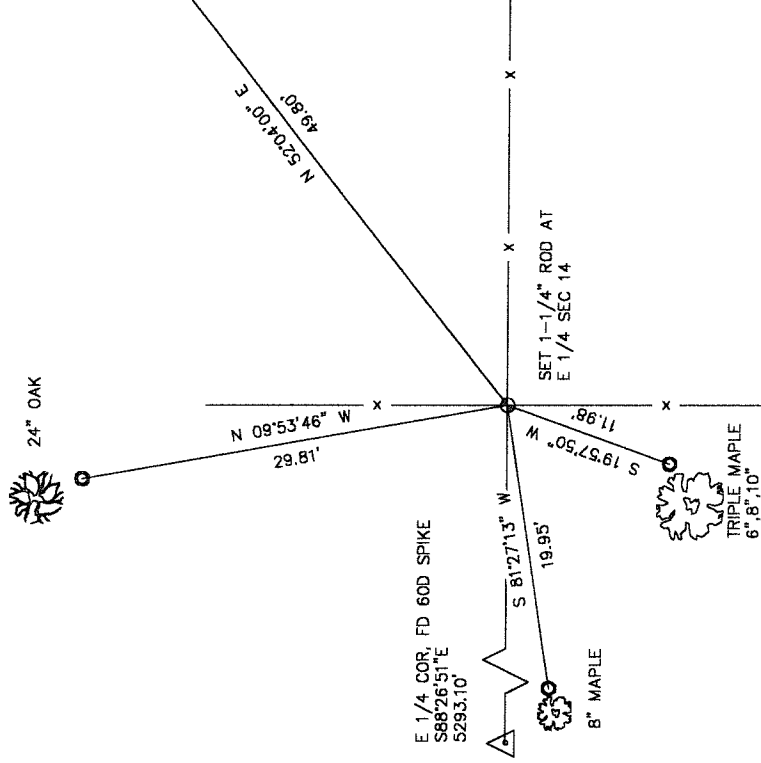 24" OAK
N 52°04'00" E
49.80'
N 09°53'46" W
29.81'
SET 1-1/4" ROD AT
E 1/4 SEC 14
E 1/4 COR, FD 60D SPIKE
S88°26'51"E
5293.10'
S 81°27'13" W
19.95'
S 19°57'50" W
11.98'
8" MAPLE
TRIPLE MAPLE
6",8",10"
x
x
x
x